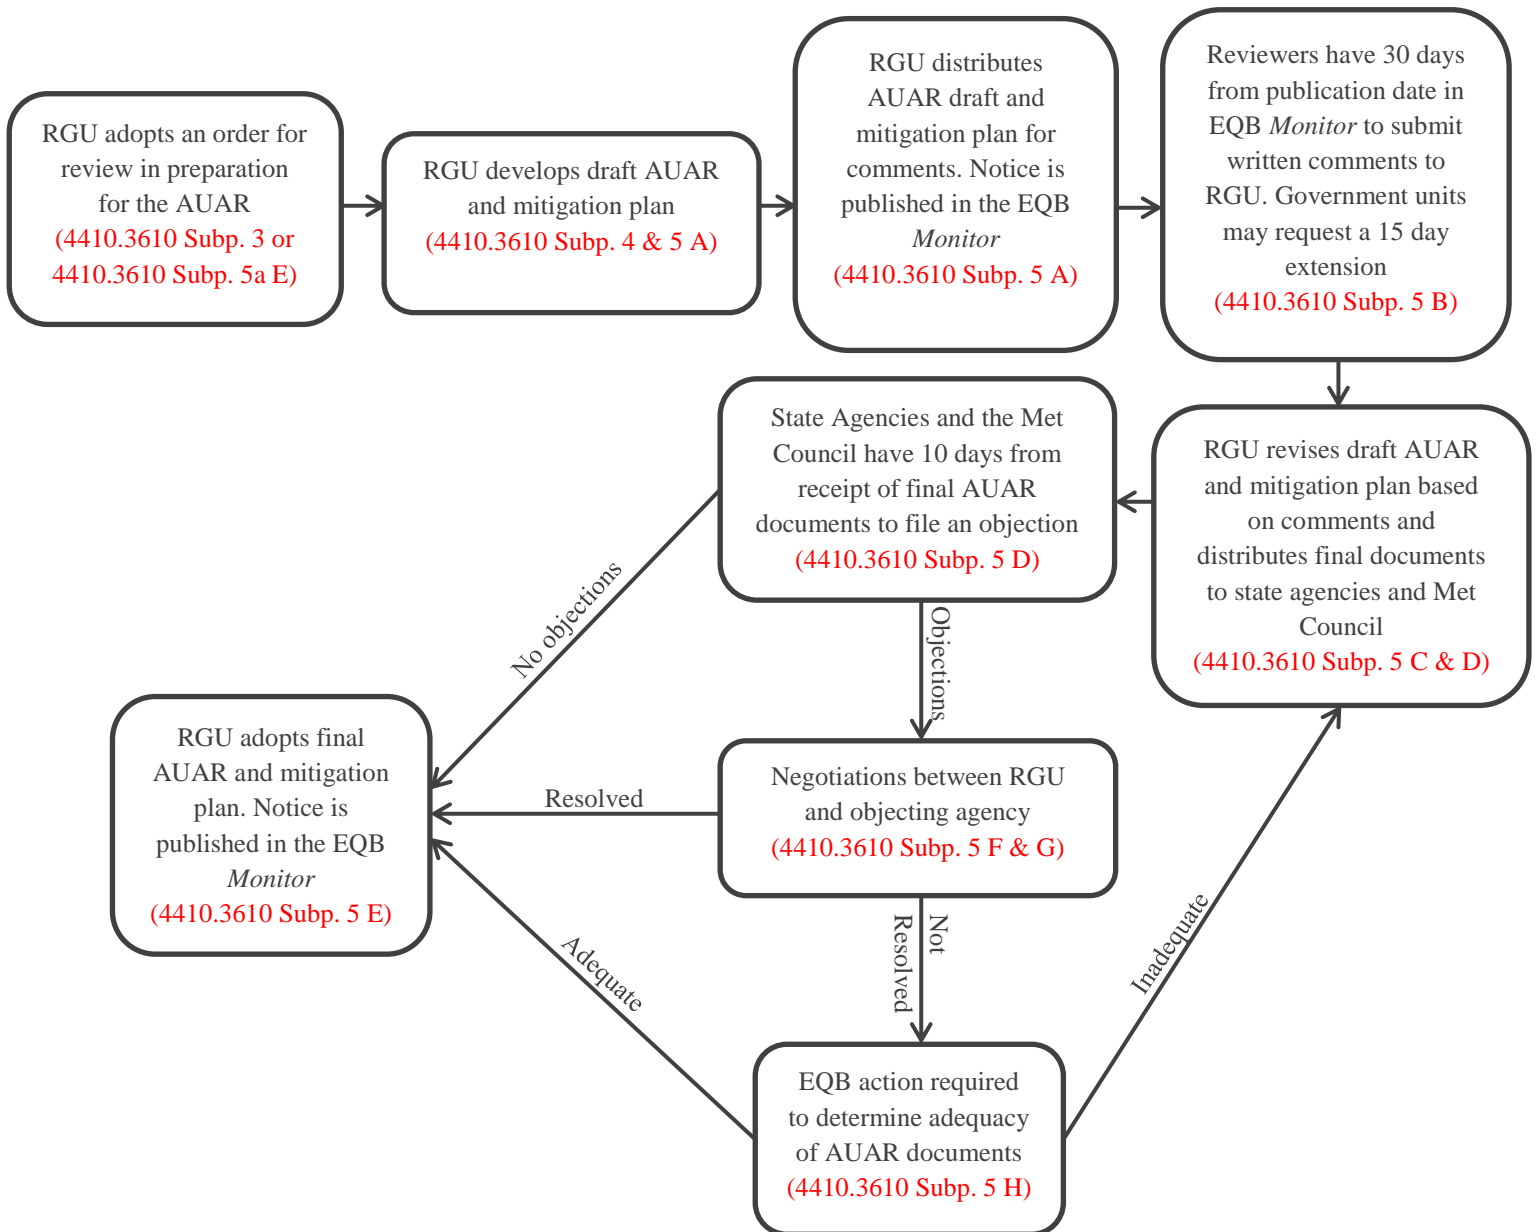 RGU adopts an order for
review in preparation
for the AUAR
(4410.3610 Subp. 3 or
4410.3610 Subp. 5a E)
RGU develops draft AUAR
and mitigation plan
(4410.3610 Subp. 4 & 5 A)
RGU distributes
AUAR draft and
mitigation plan for
comments. Notice is
published in the EQB
Monitor
(4410.3610 Subp. 5 A)
Reviewers have 30 days
from publication date in
EQB Monitor to submit
written comments to
RGU. Government units
may request a 15 day
extension
(4410.3610 Subp. 5 B)
RGU revises draft AUAR
and mitigation plan based
on comments and
distributes final documents
to state agencies and Met
Council
(4410.3610 Subp. 5 C & D)
State Agencies and the Met
Council have 10 days from
receipt of final AUAR
documents to file an objection
(4410.3610 Subp. 5 D)
No objections
Objections
Negotiations between RGU
and objecting agency
(4410.3610 Subp. 5 F & G)
Resolved
RGU adopts final
AUAR and mitigation
plan. Notice is
published in the EQB
Monitor
(4410.3610 Subp. 5 E)
Not
Resolved
Adequate
Inadequate
EQB action required
to determine adequacy
of AUAR documents
(4410.3610 Subp. 5 H)